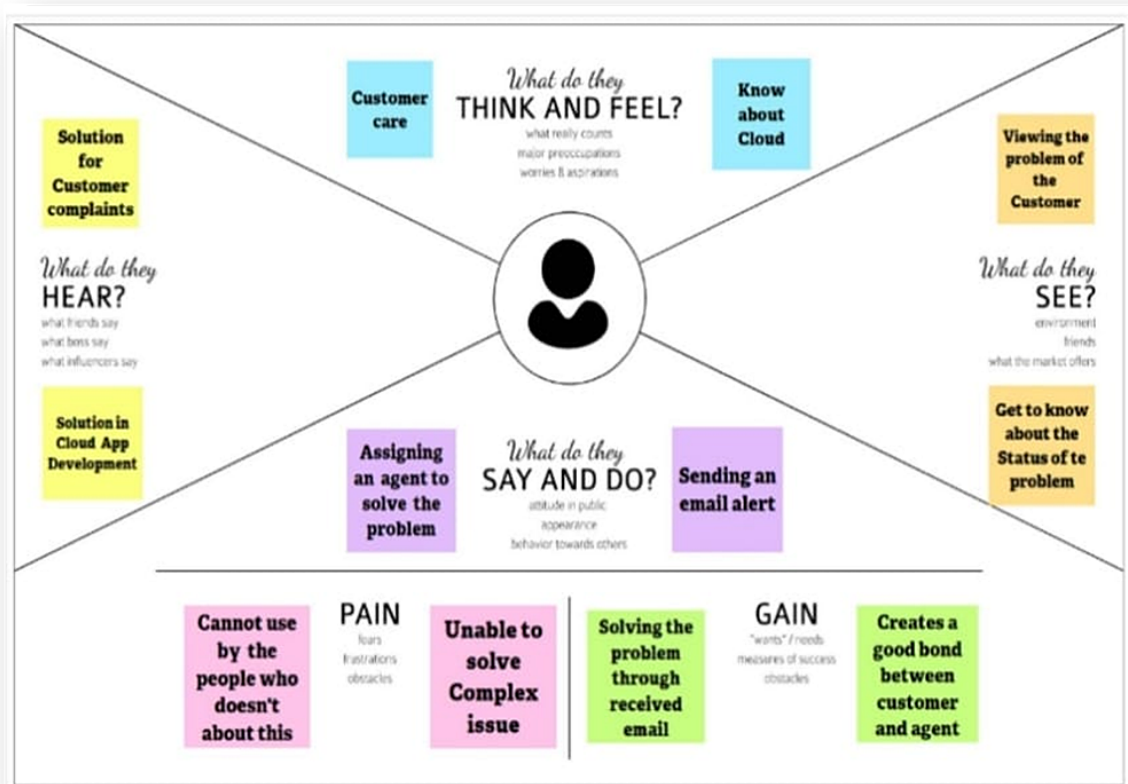 What do they
THINK AND FEEL?
what really counts
major preoccupations
worries & aspirations
Customer
care
Know
about
Cloud
Solution
for
Customer
complaints
What do they
HEAR?
what friends say
what boss say
what influencers say
Solution in
Cloud App
Development
Viewing the
problem of
the
Customer
What do they
SEE?
environment
friends
what the market offers
Get to know
about the
Status of te
problem
Assigning
an agent to
solve the
problem
What do they
SAY AND DO?
attitude in public
appearance
behavior towards others
Sending an
email alert
Cannot use
by the
people who
doesn't
about this
PAIN
fears
frustrations
obstacles
Unable to
solve
Complex
issue
Solving the
problem
through
received
email
GAIN
"wants" / needs
measures of success
obstacles
Creates a
good bond
between
customer
and agent